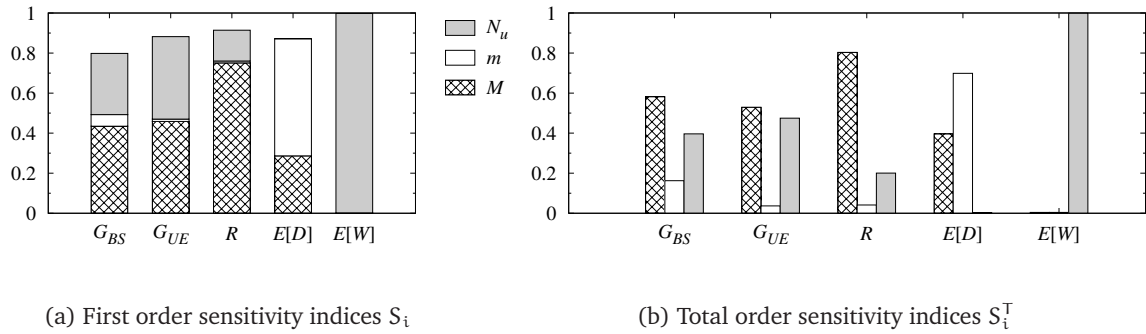 1
0.8
0.6
0.4
0.2
0
G_BS G_UE R E[D] E[W]
N_u
m
M
1
0.8
0.6
0.4
0.2
0
G_BS G_UE R E[D] E[W]
(a) First order sensitivity indices S_i
(b) Total order sensitivity indices S_i^T